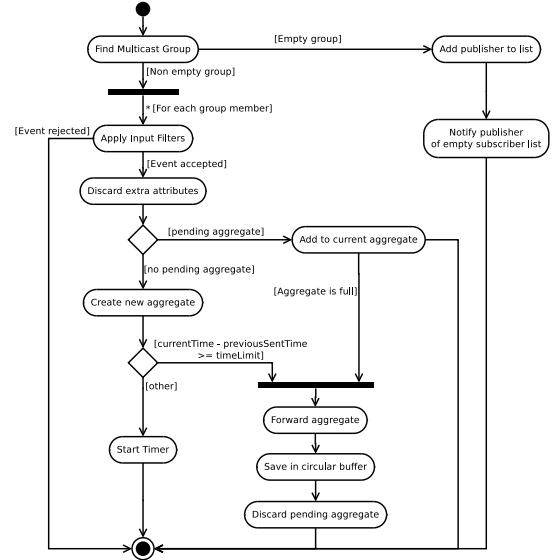 Find Multicast Group
[Empty group]
Add publisher to list
[Non empty group]
* [For each group member]
[Event rejected]
Apply Input Filters
Notify publisher
of empty subscriber list
[Event accepted]
Discard extra attributes
[pending aggregate]
Add to current aggregate
[no pending aggregate]
[Aggregate is full]
Create new aggregate
[currentTime - previousSentTime
>= timeLimit]
[other]
Forward aggregate
Start Timer
Save in circular buffer
Discard pending aggregate